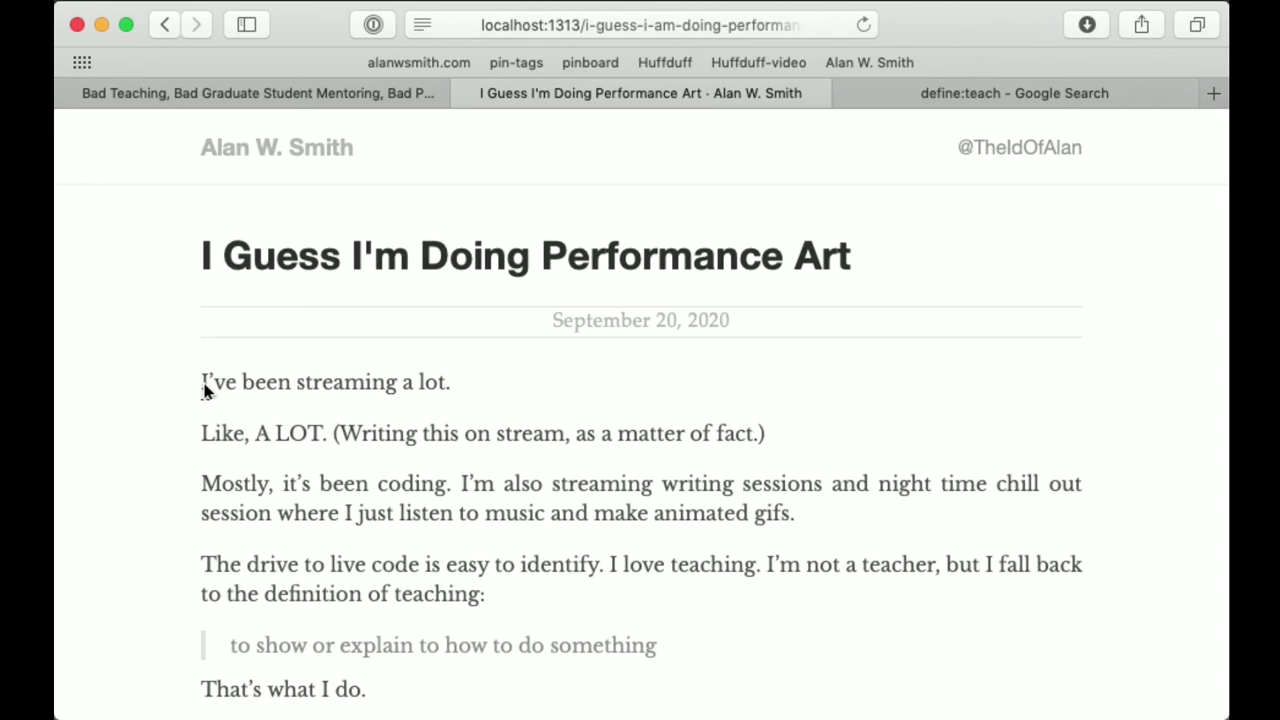 localhost:1313/i-guess-i-am-doing-performan
alanwsmith.com pin-tags pinboard Huffduff Huffduff-video Alan W. Smith
Bad Teaching, Bad Graduate Student Mentoring, Bad P... I Guess I'm Doing Performance Art · Alan W. Smith define:teach - Google Search
Alan W. Smith @TheIdOfAlan
I Guess I'm Doing Performance Art
September 20, 2020
I’ve been streaming a lot.
Like, A LOT. (Writing this on stream, as a matter of fact.)
Mostly, it’s been coding. I’m also streaming writing sessions and night time chill out
session where I just listen to music and make animated gifs.
The drive to live code is easy to identify. I love teaching. I’m not a teacher, but I fall back
to the definition of teaching:
to show or explain to how to do something
That’s what I do.